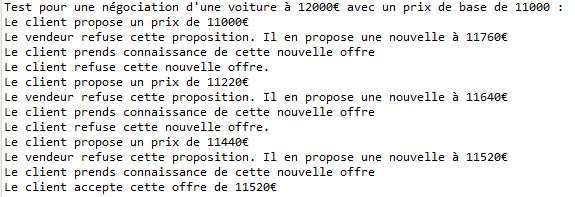 Test pour une négociation d'une voiture à 12000€ avec un prix de base de 11000 :
Le client propose un prix de 11000€
Le vendeur refuse cette proposition. Il en propose une nouvelle à 11760€
Le client prends connaissance de cette nouvelle offre
Le client refuse cette nouvelle offre.
Le client propose un prix de 11220€
Le vendeur refuse cette proposition. Il en propose une nouvelle à 11640€
Le client prends connaissance de cette nouvelle offre
Le client refuse cette nouvelle offre.
Le client propose un prix de 11440€
Le vendeur refuse cette proposition. Il en propose une nouvelle à 11520€
Le client prends connaissance de cette nouvelle offre
Le client accepte cette offre de 11520€